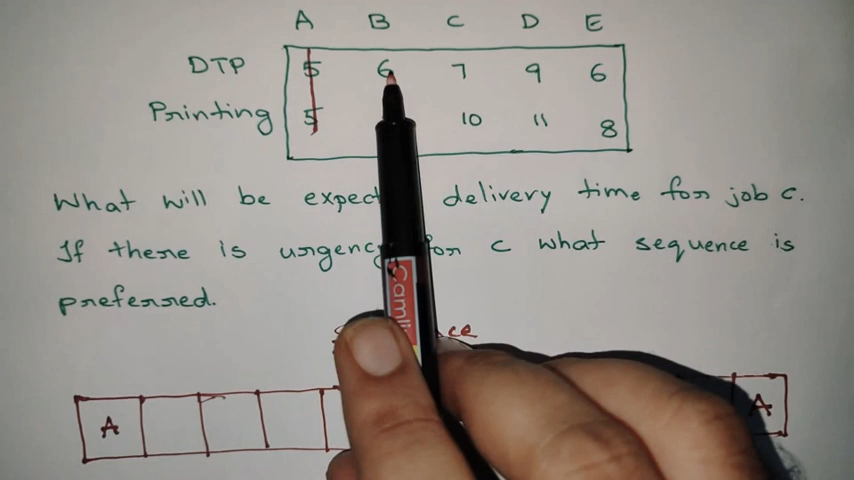 A B C D E
DTP 5 6 7 9 6
Printing 5 10 11 8
What will be delivery time for job c.
If there is urgency for c what sequence is
preferred.
A A
Camli